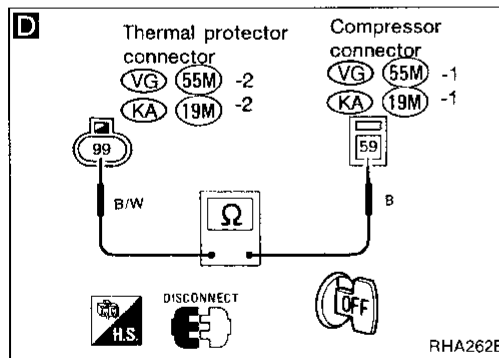 D
Thermal protector connector
VG 55M -2
KA 19M -2
Compressor connector
VG 55M -1
KA 19M -1
99
59
B/W
Ω
B
H.S.
DISCONNECT
OFF
RHA262E